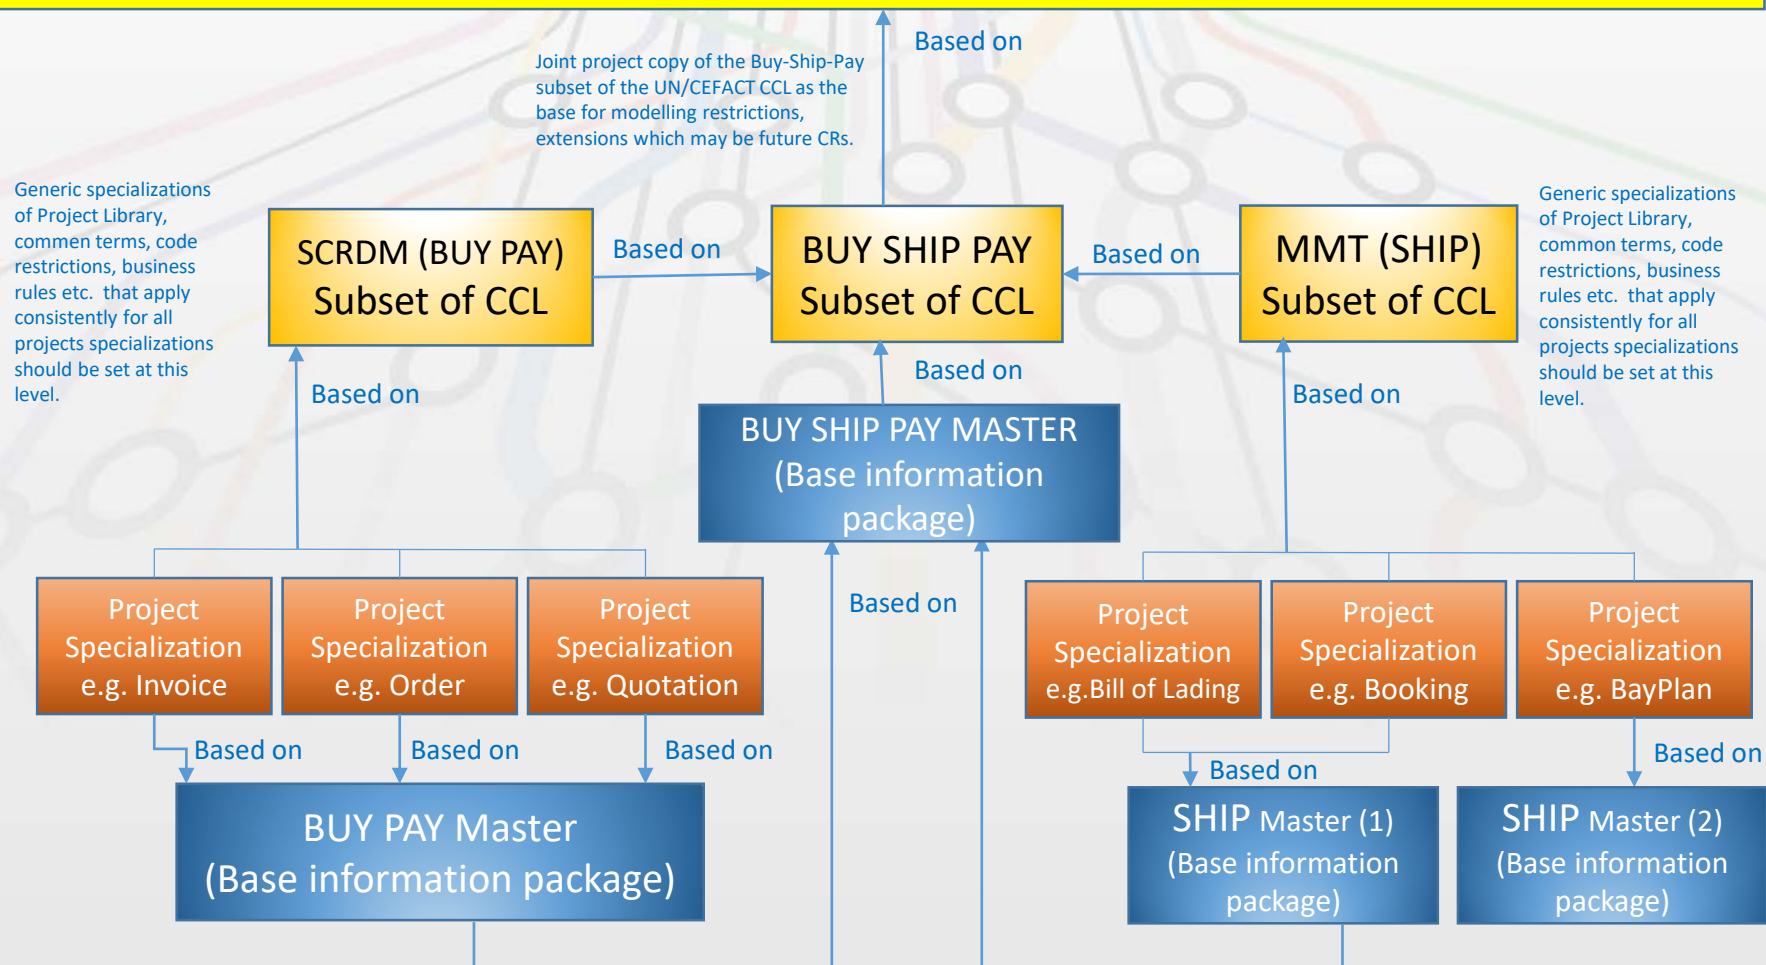 Based on
Joint project copy of the Buy-Ship-Pay
subset of the UN/CEFACT CCL as the
base for modelling restrictions,
extensions which may be future CRs.
Generic specializations
of Project Library,
commen terms, code
restrictions, business
rules etc. that apply
consistently for all
projects specializations
should be set at this
level.
SCRDM (BUY PAY)
Subset of CCL
Based on
BUY SHIP PAY
Subset of CCL
Based on
MMT (SHIP)
Subset of CCL
Generic specializations
of Project Library,
common terms, code
restrictions, business
rules etc. that apply
consistently for all
projects specializations
should be set at this
level.
Based on
Based on
Based on
BUY SHIP PAY MASTER
(Base information
package)
Project
Specialization
e.g. Invoice
Project
Specialization
e.g. Order
Project
Specialization
e.g. Quotation
Based on
Project
Specialization
e.g.Bill of Lading
Project
Specialization
e.g. Booking
Project
Specialization
e.g. BayPlan
Based on
Based on
Based on
Based on
Based on
BUY PAY Master
(Base information package)
SHIP Master (1)
(Base information
package)
SHIP Master (2)
(Base information
package)